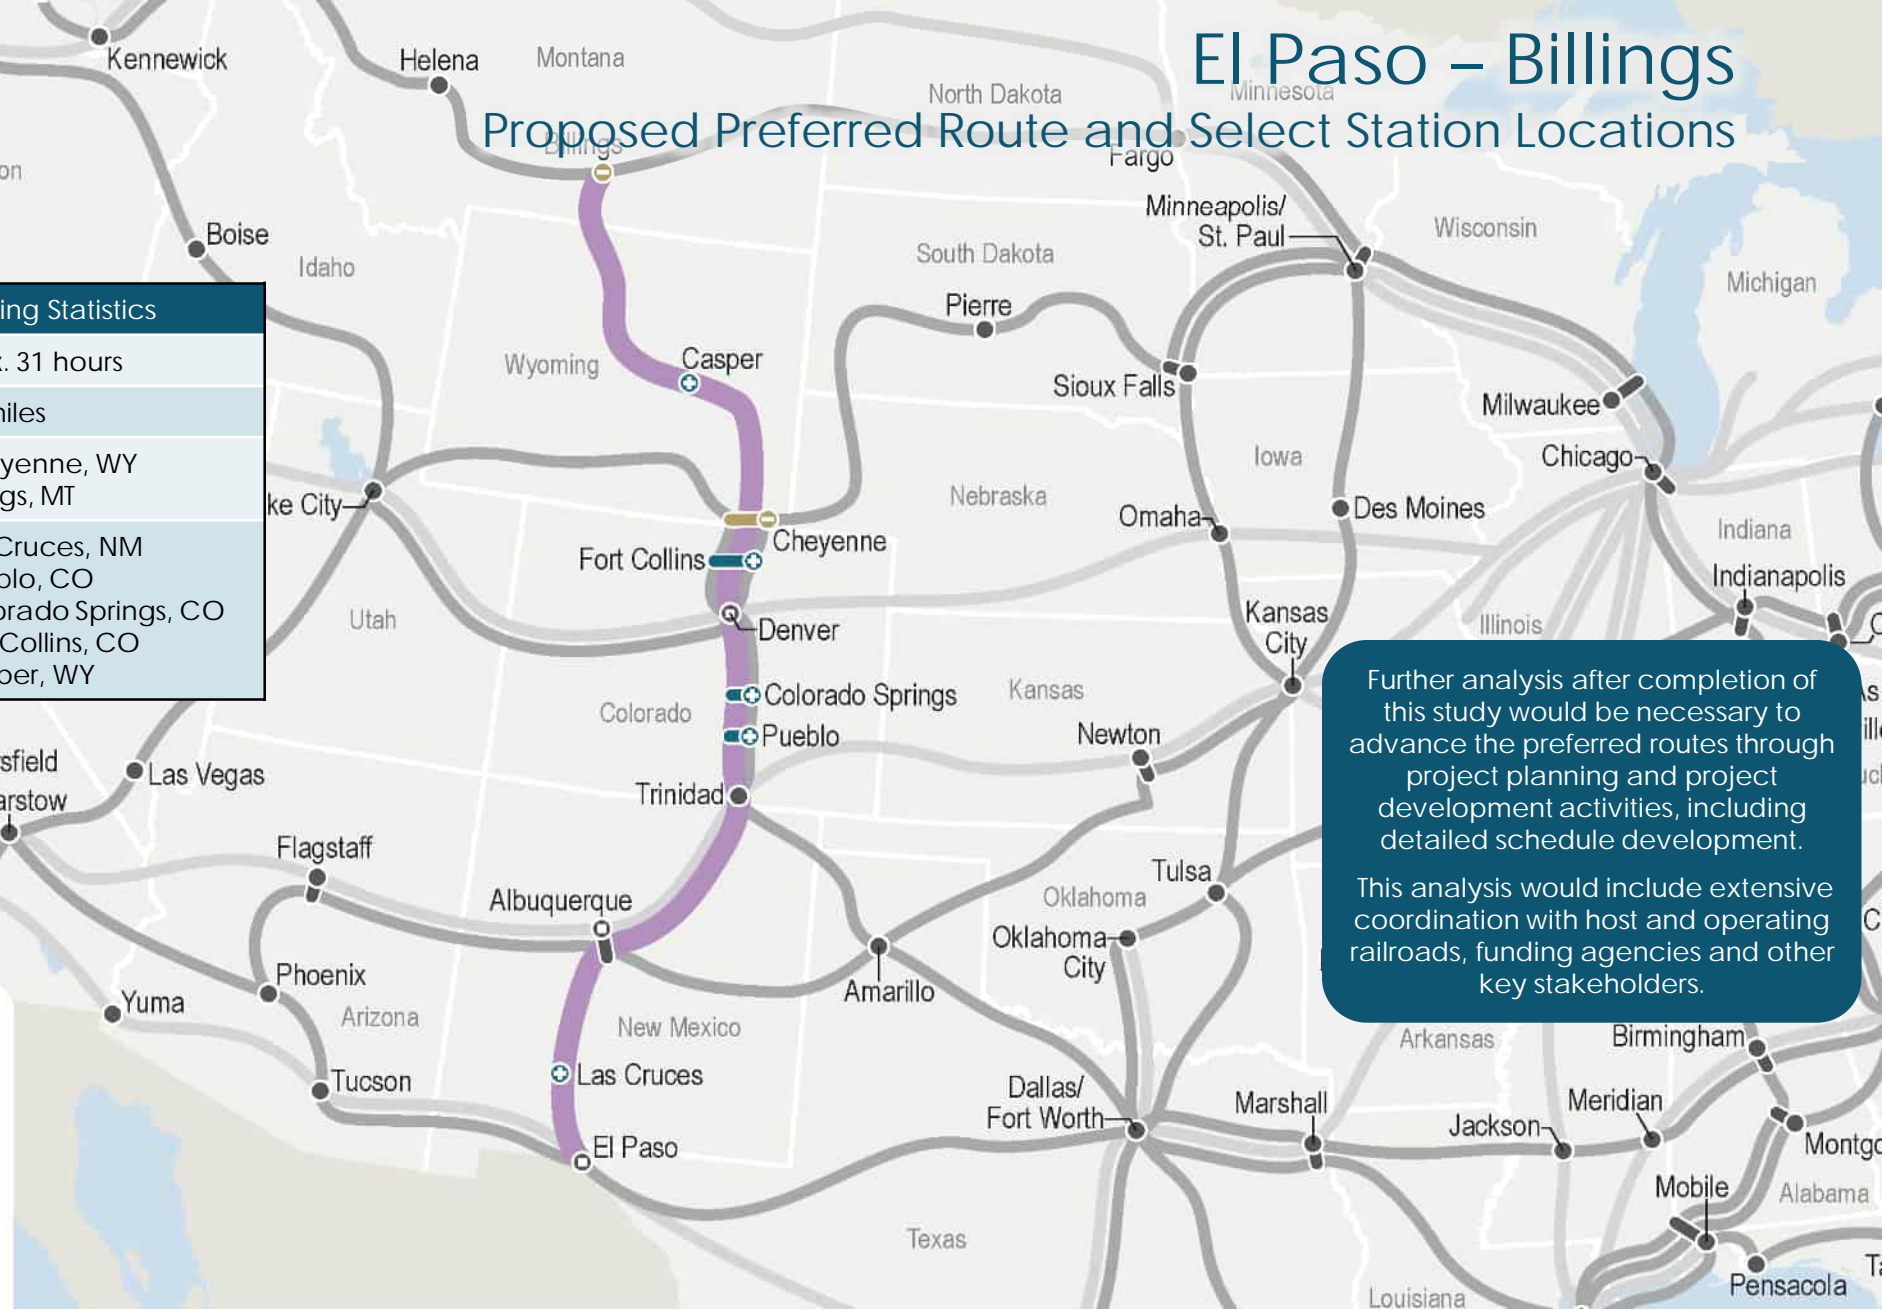 El Paso – Billings
Proposed Preferred Route and Select Station Locations
Kennewick
Helena
Montana
North Dakota
Minnesota
Billings
Fargo
Minneapolis/
St. Paul
Wisconsin
Michigan
Boise
Idaho
South Dakota
Pierre
ing Statistics
. 31 hours
niles
yenne, WY
gs, MT
Cruces, NM
blo, CO
orado Springs, CO
Collins, CO
per, WY
Wyoming
Casper
Sioux Falls
Milwaukee
Chicago
Iowa
ke City
Nebraska
Omaha
Des Moines
Indiana
Cheyenne
Fort Collins
Indianapolis
Utah
Denver
Kansas
City
Illinois
Colorado
Colorado Springs
Kansas
Pueblo
Newton
sfield
arstow
Las Vegas
Trinidad
Further analysis after completion of
this study would be necessary to
advance the preferred routes through
project planning and project
development activities, including
detailed schedule development.
This analysis would include extensive
coordination with host and operating
railroads, funding agencies and other
key stakeholders.
Flagstaff
Albuquerque
Tulsa
Oklahoma
Oklahoma
City
Phoenix
Amarillo
Yuma
Arizona
New Mexico
Arkansas
Birmingham
Tucson
Las Cruces
Dallas/
Fort Worth
Marshall
Meridian
Jackson
El Paso
Montgo
Mobile
Alabama
Texas
Pensacola
Louisiana